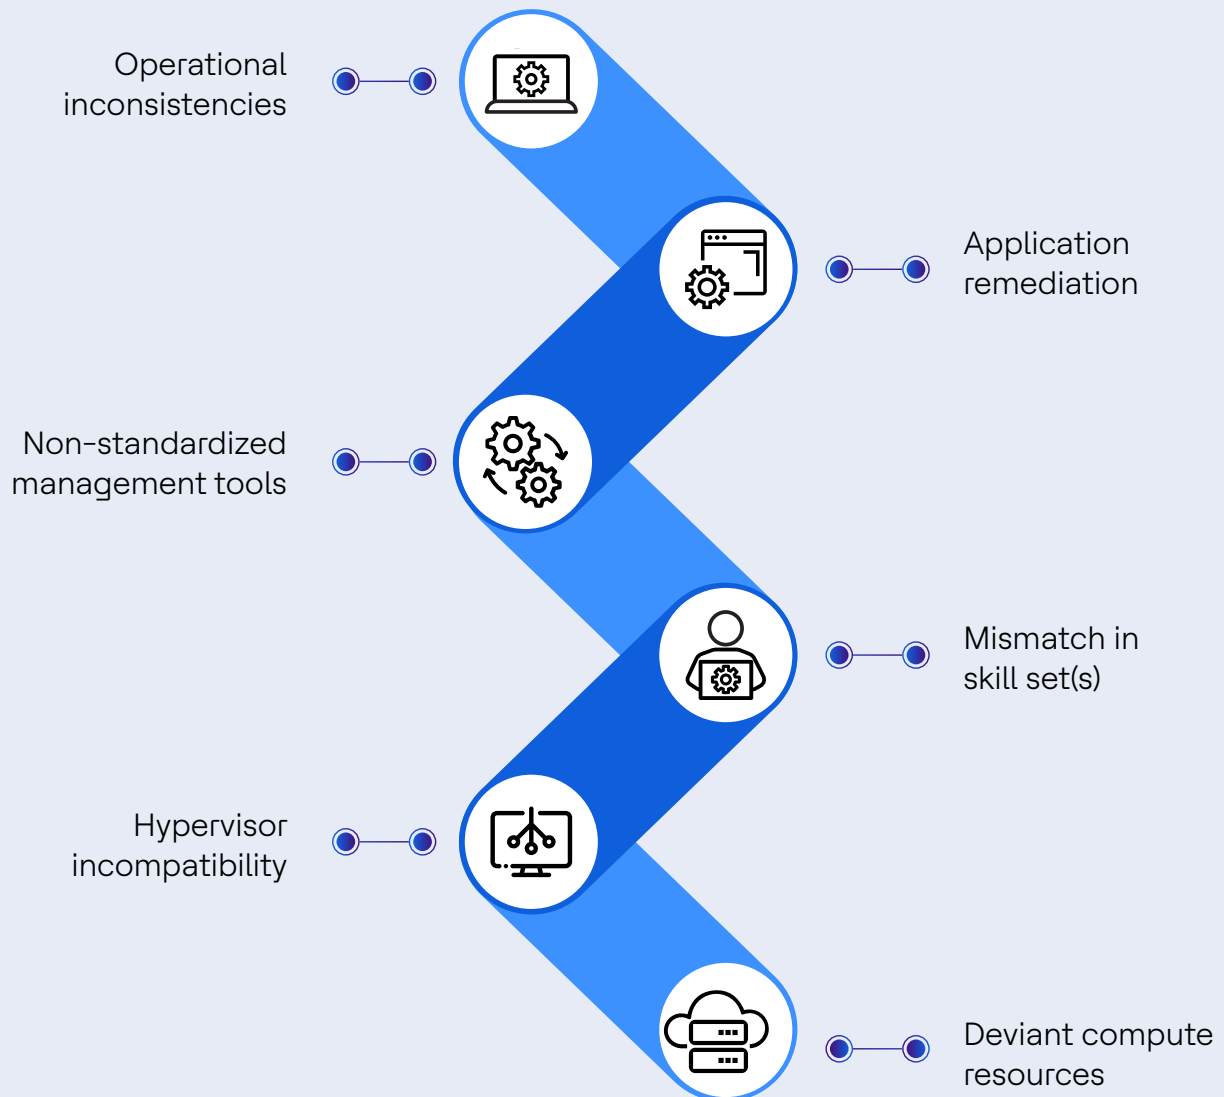 Operational
inconsistencies
Application
remediation
Non-standardized
management tools
Mismatch in
skill set(s)
Hypervisor
incompatibility
Deviant compute
resources